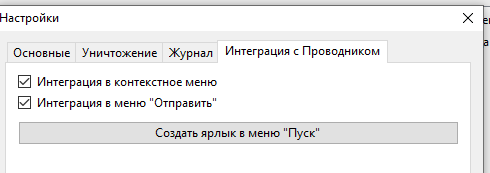 Настройки
Основные Уничтожение Журнал Интеграция с Проводником
Интеграция в контекстное меню
Интеграция в меню "Отправить"
Создать ярлык в меню "Пуск"